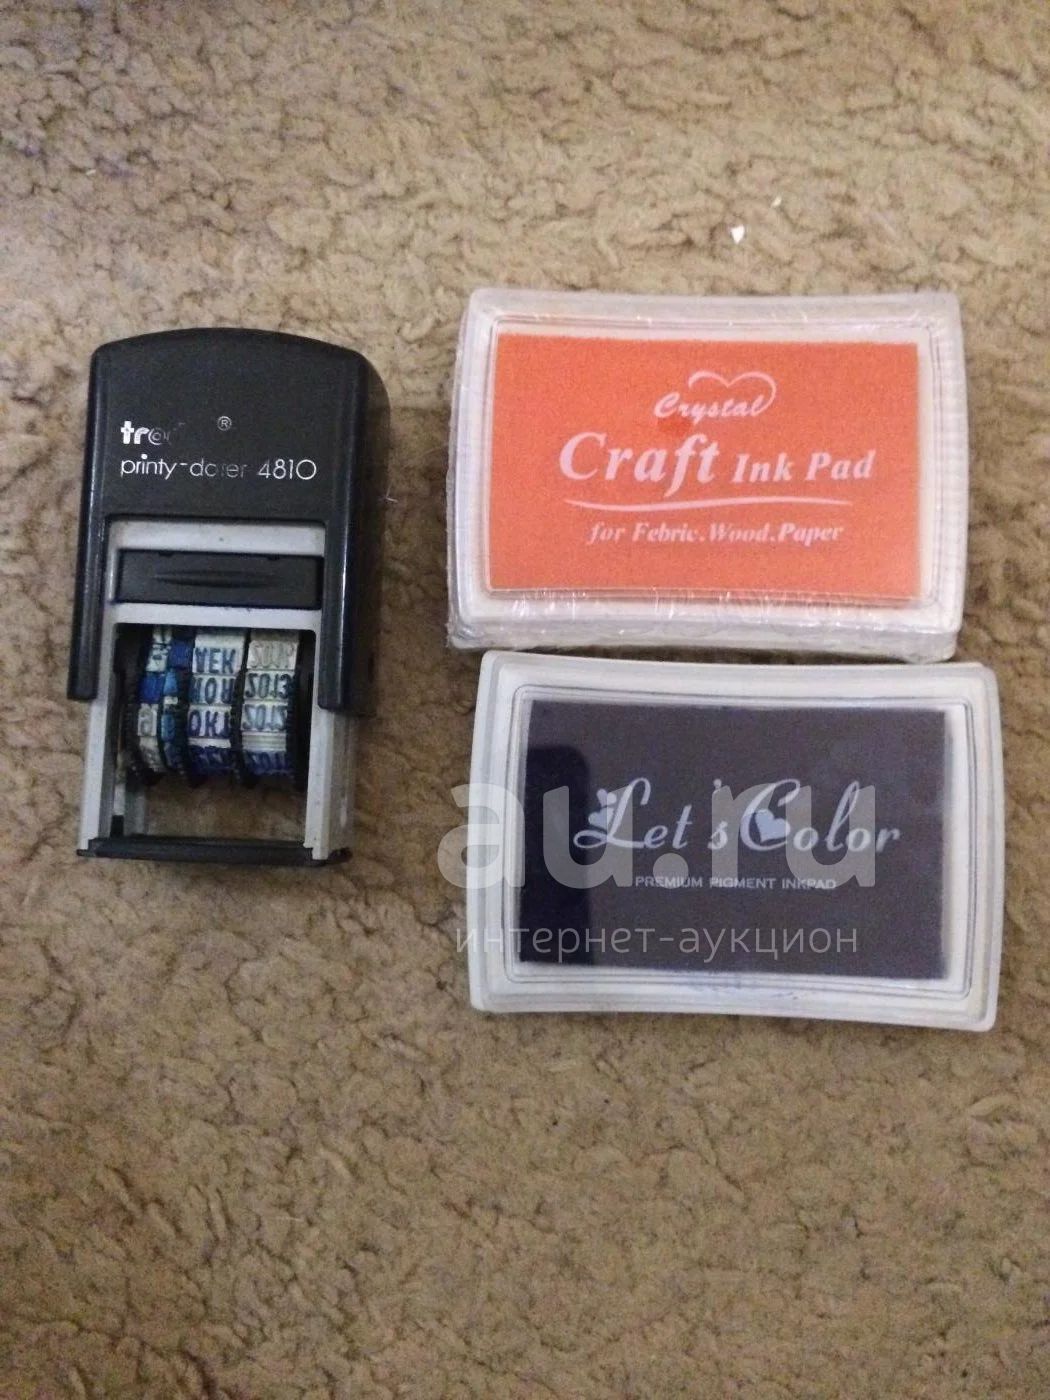 ®
printy-dater 4810
Crystal
Craft Ink Pad
for Febric.Wood.Paper
Let's Color
PREMIUM PIGMENT INKPAD
au.ru
интернет-аукцион